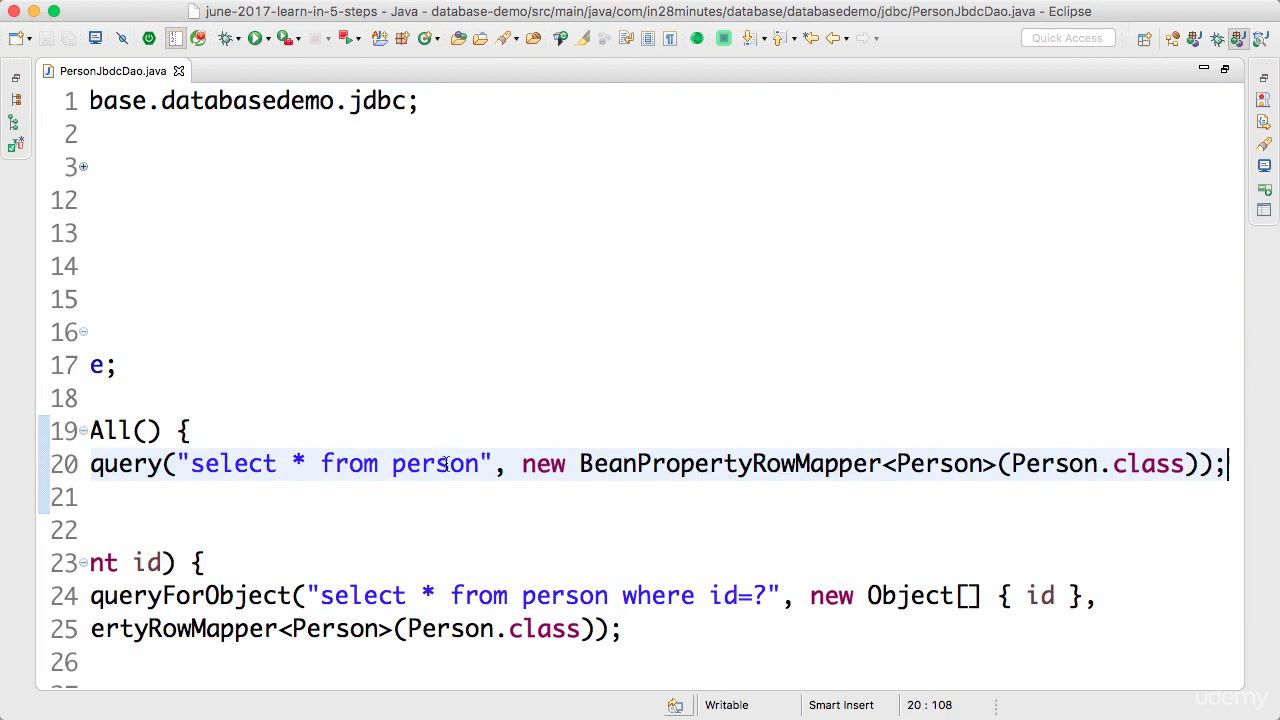 june-2017-learn-in-5-steps - Java - database-demo/src/main/java/com/in28minutes/database/databasedemo/jdbc/PersonJbdcDao.java - Eclipse
Quick Access
PersonJbdcDao.java
1 base.databasedemo.jdbc;
2
3
12
13
14
15
16
17 e;
18
19 All() {
20 query("select * from person", new BeanPropertyRowMapper<Person>(Person.class));
21
22
23 nt id) {
24 queryForObject("select * from person where id=?", new Object[] { id },
25 ertyRowMapper<Person>(Person.class));
26
Writable Smart Insert 20 : 108
udemy